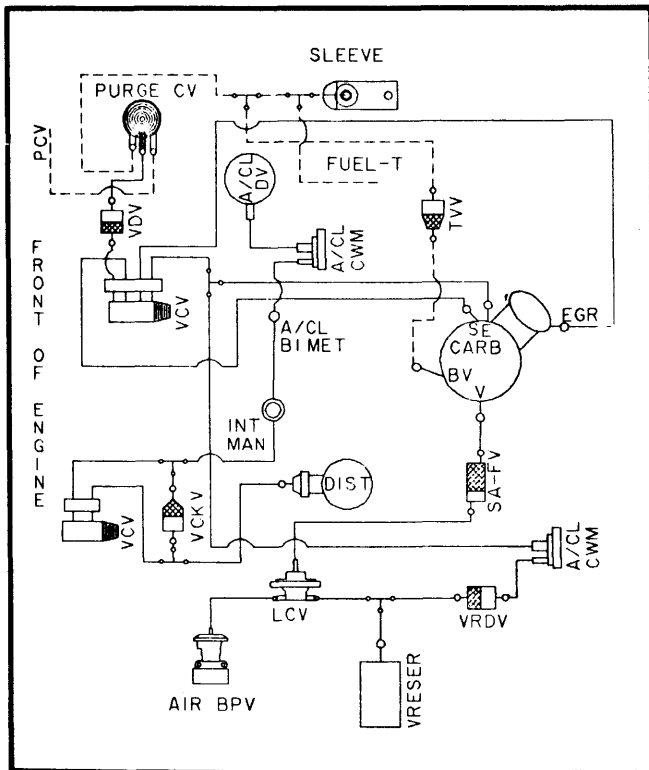 SLEEVE
PURGE CV
PCV
FUEL-T
A/CL
DV
VDV
TVV
A/CL
CWM
FRONT OF ENGINE
VCV
A/CL
BIMET
SE
CARB
EGR
BV
V
INT
MAN
DIST
SA-FV
VCV
VCKV
A/CL
CWM
LCV
VRDV
AIR BPV
VRESER